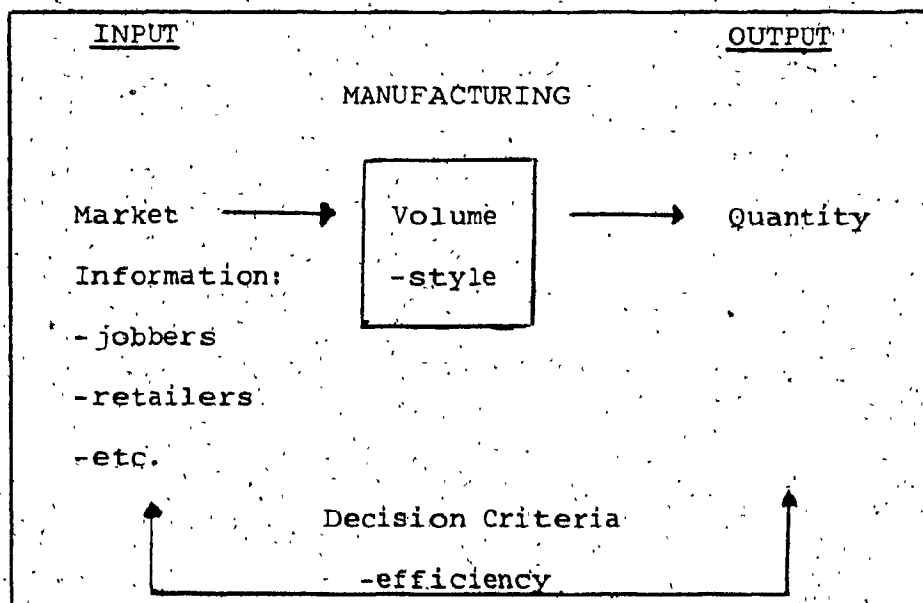 INPUT OUTPUT
MANUFACTURING
Market Volume Quantity
Information: -style
-jobbers
-retailers
-etc.
Decision Criteria
-efficiency